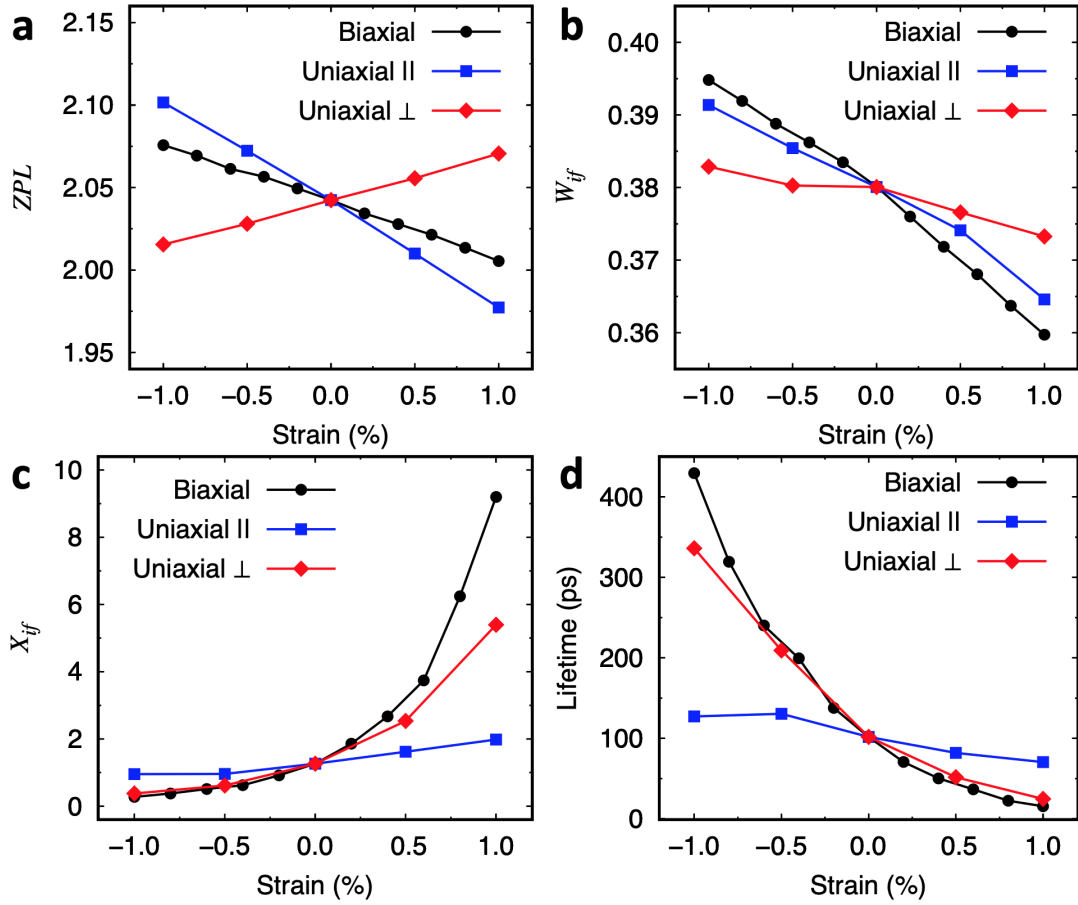 a
2.15
2.10
2.05
2.00
1.95
ZPL
Biaxial
Uniaxial II
Uniaxial ⊥
−1.0 −0.5 0.0 0.5 1.0
Strain (%)
b
0.40
0.39
0.38
0.37
0.36
W_if
Biaxial
Uniaxial II
Uniaxial ⊥
−1.0 −0.5 0.0 0.5 1.0
Strain (%)
c
10
8
6
4
2
0
X_if
Biaxial
Uniaxial II
Uniaxial ⊥
−1.0 −0.5 0.0 0.5 1.0
Strain (%)
d
400
300
200
100
0
Lifetime (ps)
Biaxial
Uniaxial II
Uniaxial ⊥
−1.0 −0.5 0.0 0.5 1.0
Strain (%)